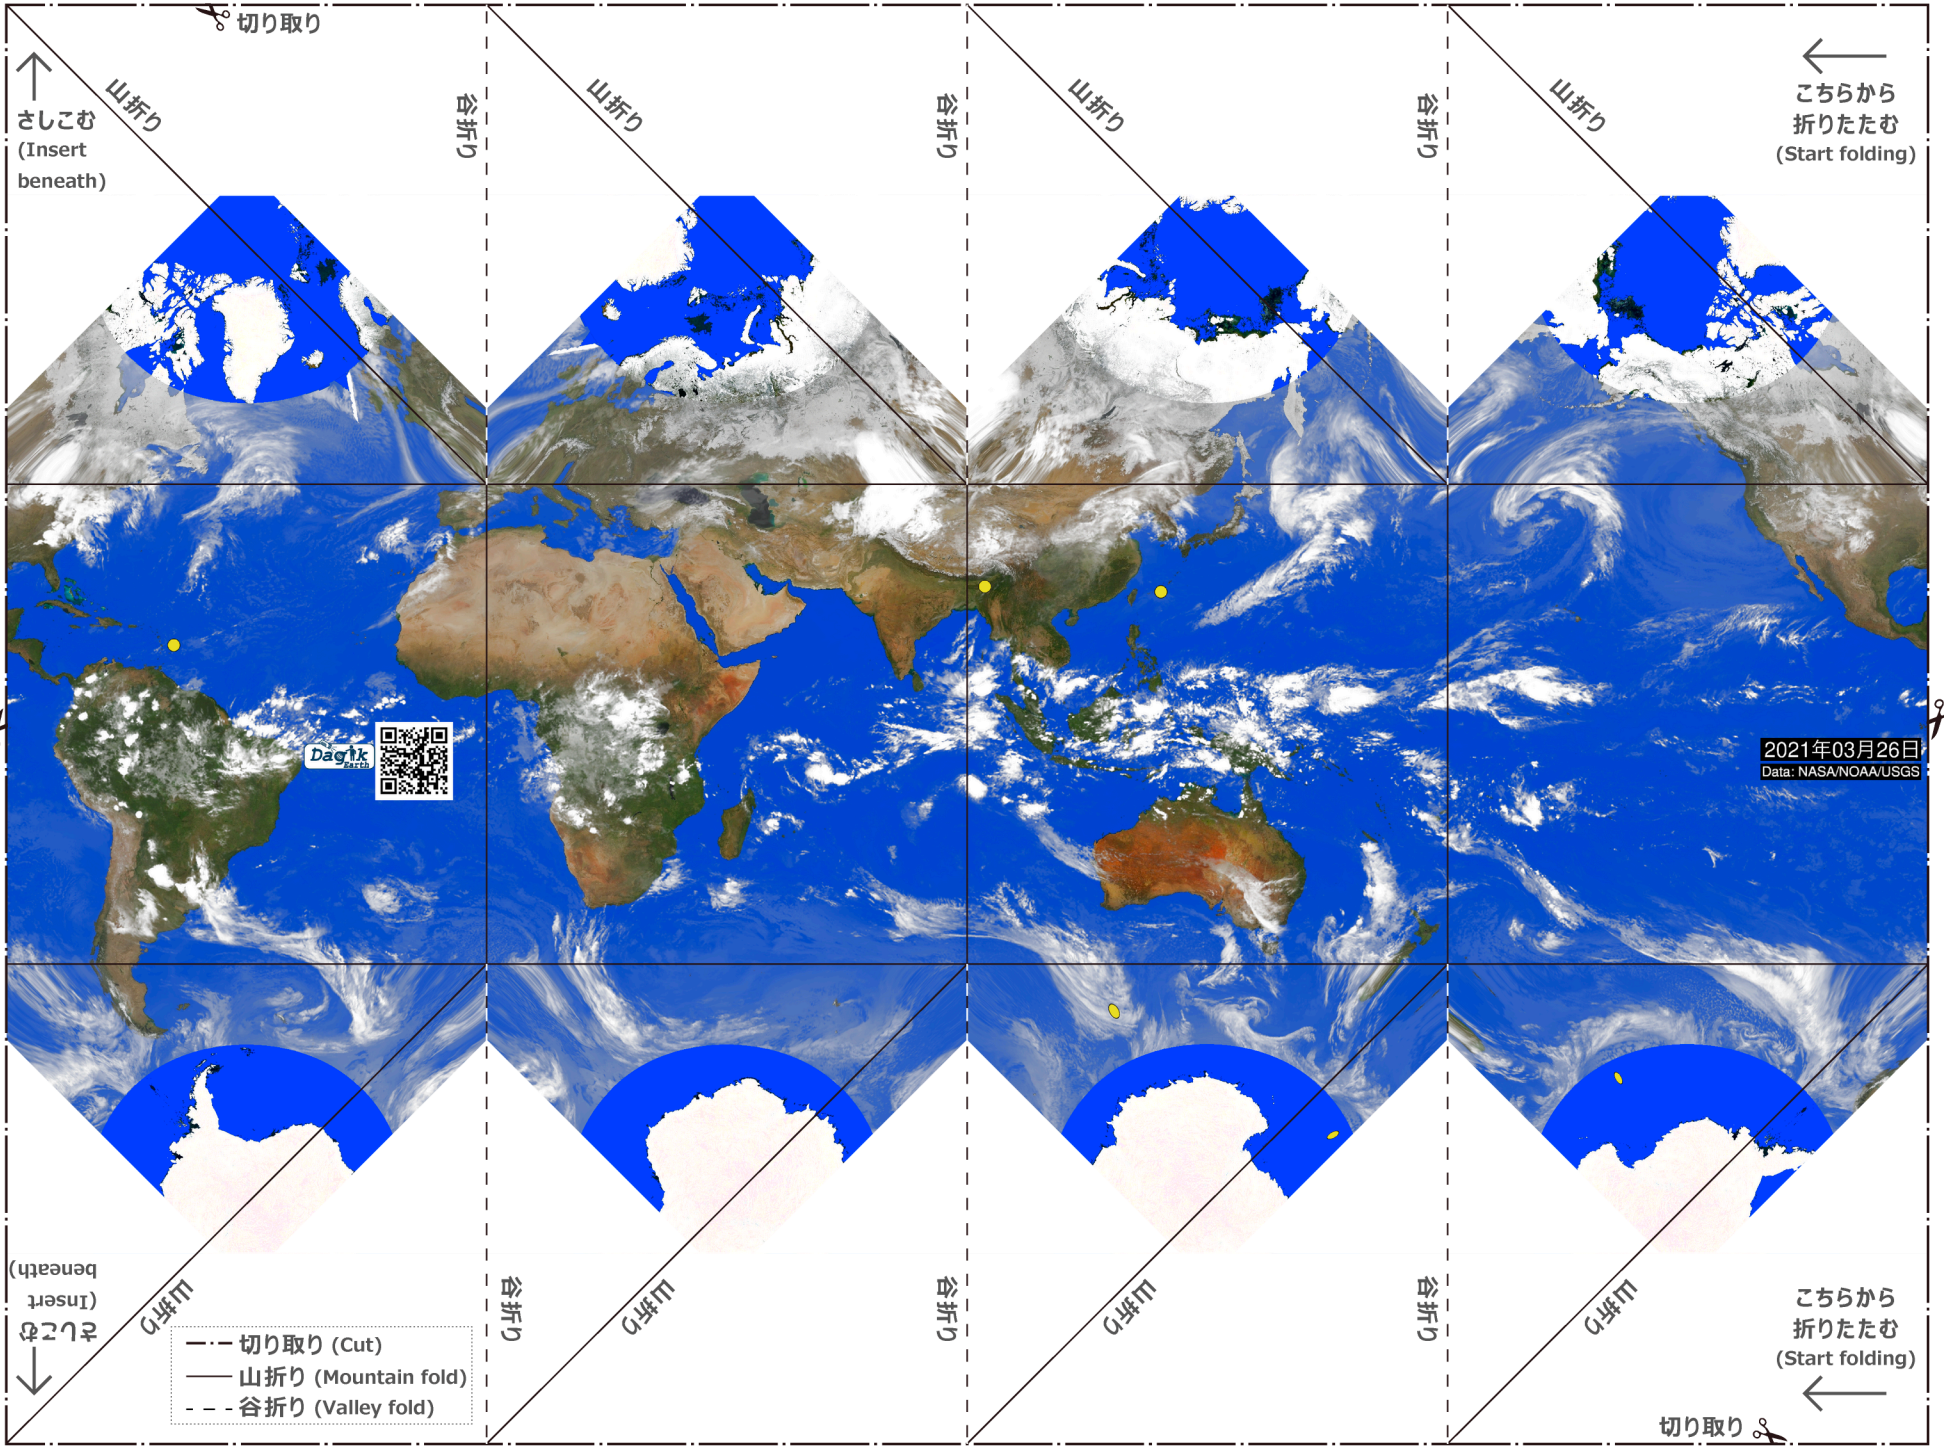 切り取り
山折り
谷折り
山折り
谷折り
山折り
谷折り
山折り
さしこむ
(Insert
beneath)
こちらから
折りたたむ
(Start folding)
Dagik
Earth
2021年03月26日
Data: NASA/NOAA/USGS
さしこむ
(Insert
beneath)
山折り
谷折り
山折り
谷折り
山折り
谷折り
山折り
切り取り (Cut)
山折り (Mountain fold)
谷折り (Valley fold)
こちらから
折りたたむ
(Start folding)
切り取り